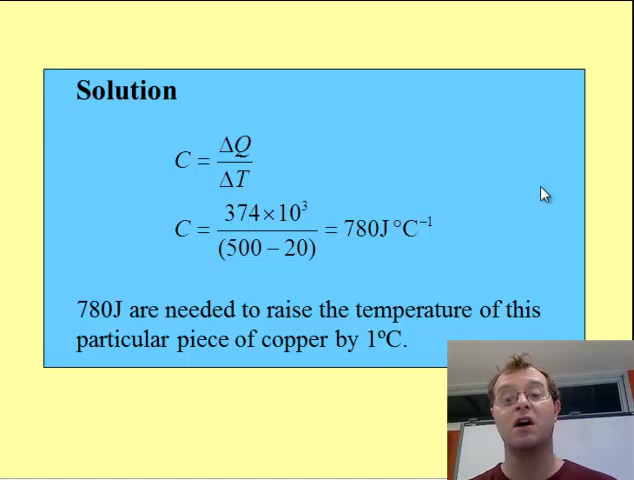 Solution
C = ΔQ/ΔT
C = 374×10³/(500 − 20) = 780J °C⁻¹
780J are needed to raise the temperature of this
particular piece of copper by 1ºC.